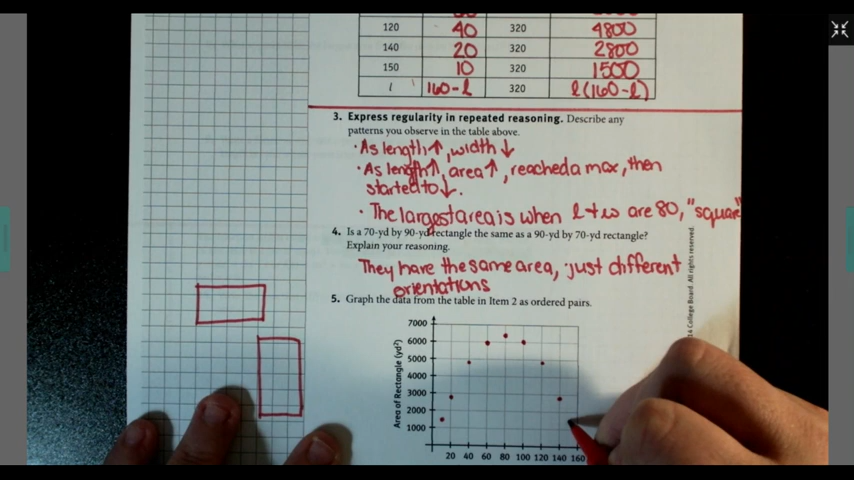 120 40 320 4800
140 20 320 2800
150 10 320 1500
l 160-l 320 l(160-l)
3. Express regularity in repeated reasoning. Describe any
patterns you observe in the table above.
· As length↑, width ↓
· As length↑, area ↑, reached a max, then
started to ↓.
· The largest area is when l + w are 80, "square"
4. Is a 70-yd by 90-yd rectangle the same as a 90-yd by 70-yd rectangle?
Explain your reasoning.
They have the same area, just different
orientations
5. Graph the data from the table in Item 2 as ordered pairs.
7000
6000
5000
4000
3000
2000
1000
Area of Rectangle (yd²)
20 40 60 80 100 120 140 160
College Board. All rights reserved.